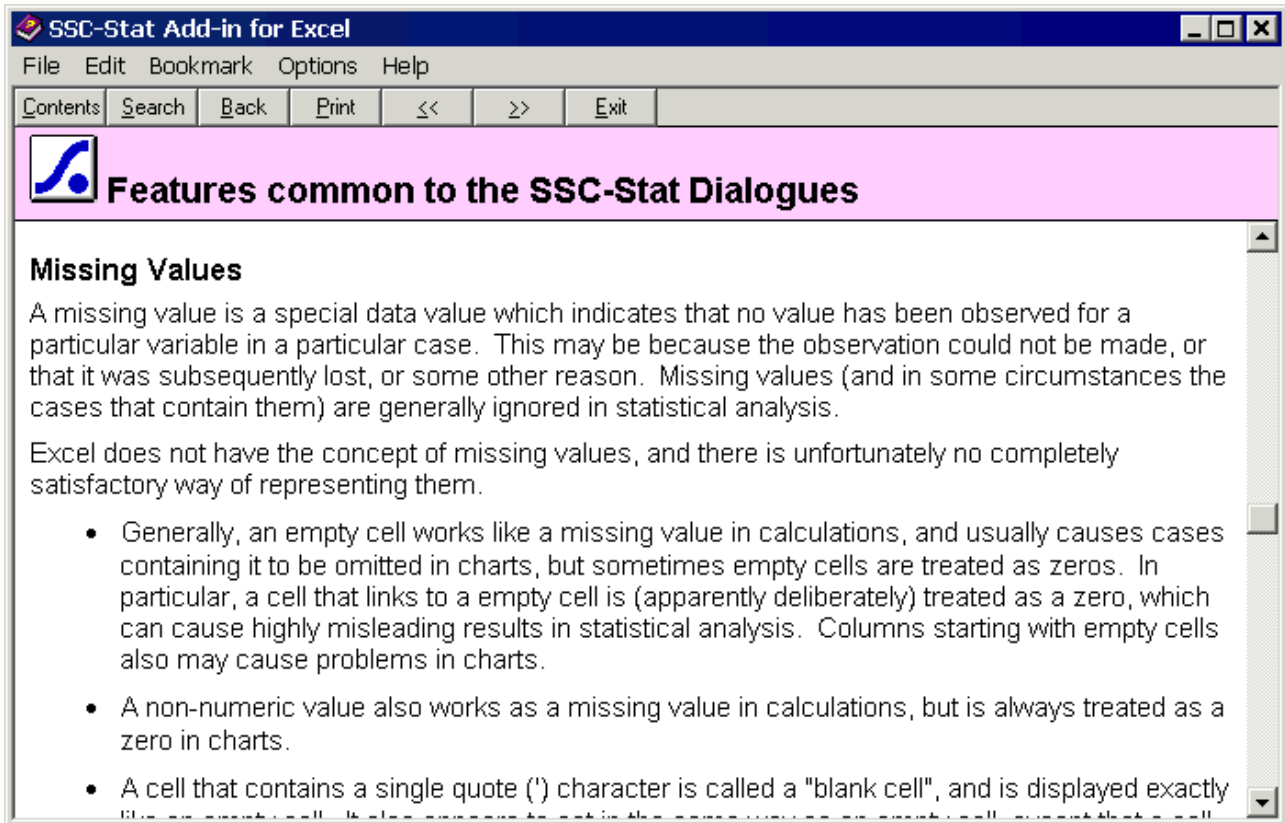 SSC-Stat Add-in for Excel
File Edit Bookmark Options Help
Contents Search Back Print << >> Exit
Features common to the SSC-Stat Dialogues
Missing Values
A missing value is a special data value which indicates that no value has been observed for a
particular variable in a particular case. This may be because the observation could not be made, or
that it was subsequently lost, or some other reason. Missing values (and in some circumstances the
cases that contain them) are generally ignored in statistical analysis.
Excel does not have the concept of missing values, and there is unfortunately no completely
satisfactory way of representing them.
• Generally, an empty cell works like a missing value in calculations, and usually causes cases
containing it to be omitted in charts, but sometimes empty cells are treated as zeros. In
particular, a cell that links to a empty cell is (apparently deliberately) treated as a zero, which
can cause highly misleading results in statistical analysis. Columns starting with empty cells
also may cause problems in charts.
• A non-numeric value also works as a missing value in calculations, but is always treated as a
zero in charts.
• A cell that contains a single quote (') character is called a "blank cell", and is displayed exactly